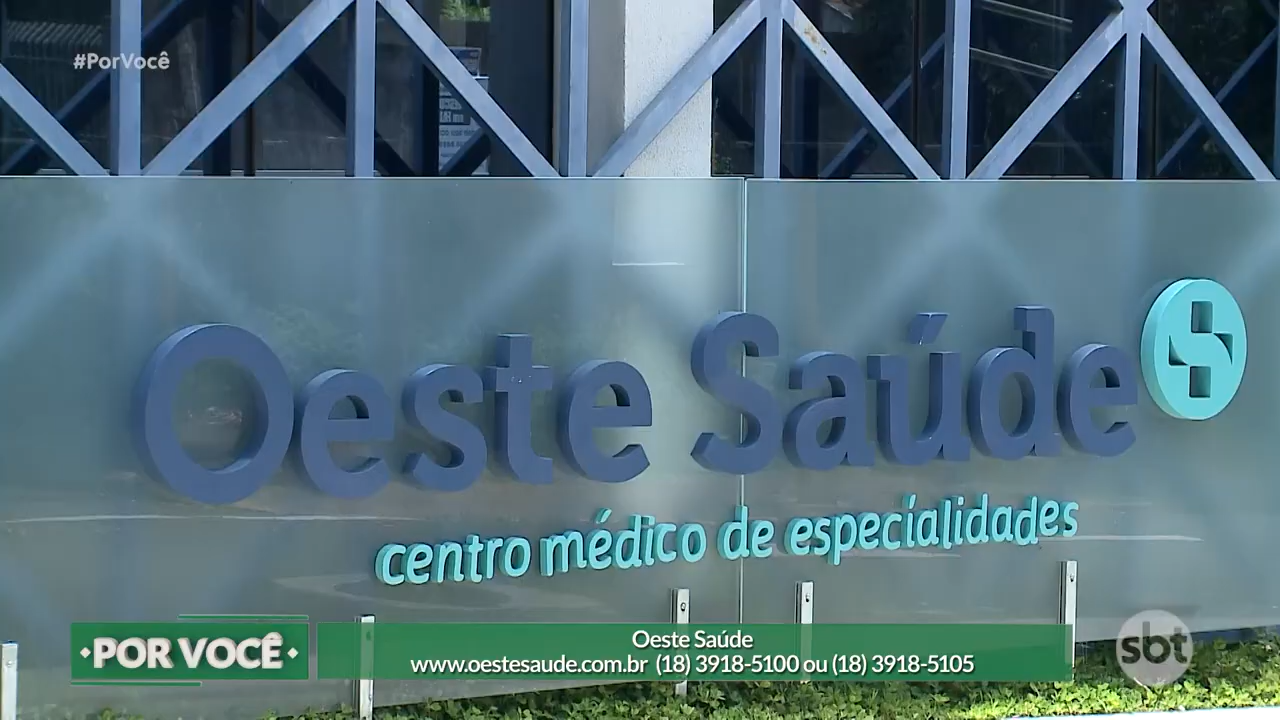 #PorVocê
Oeste Saúde
centro médico de especialidades
•POR VOCÊ•
Oeste Saúde
www.oestesaude.com.br (18) 3918-5100 ou (18) 3918-5105
sbt